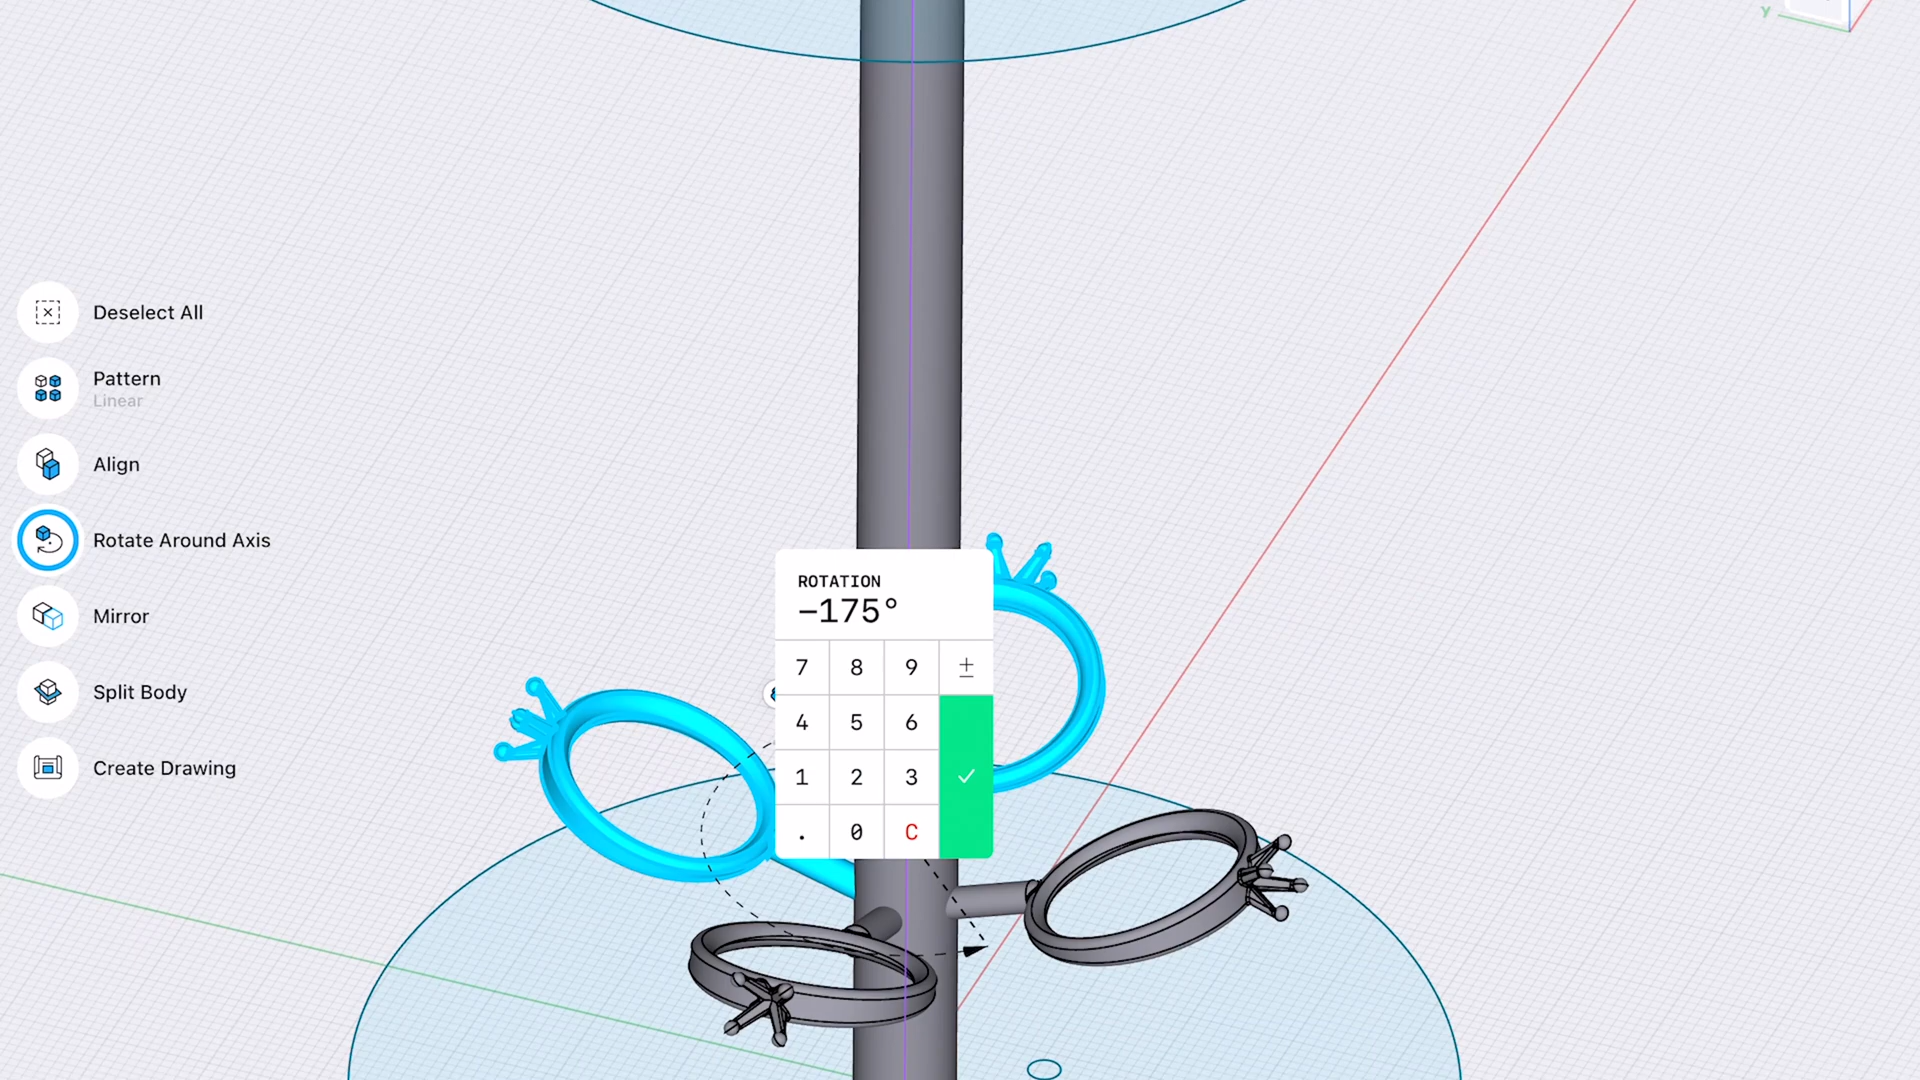 Y
Deselect All
Pattern
Linear
Align
Rotate Around Axis
Mirror
Split Body
Create Drawing
ROTATION
−175°
7 8 9 ±
4 5 6
1 2 3
. 0 C